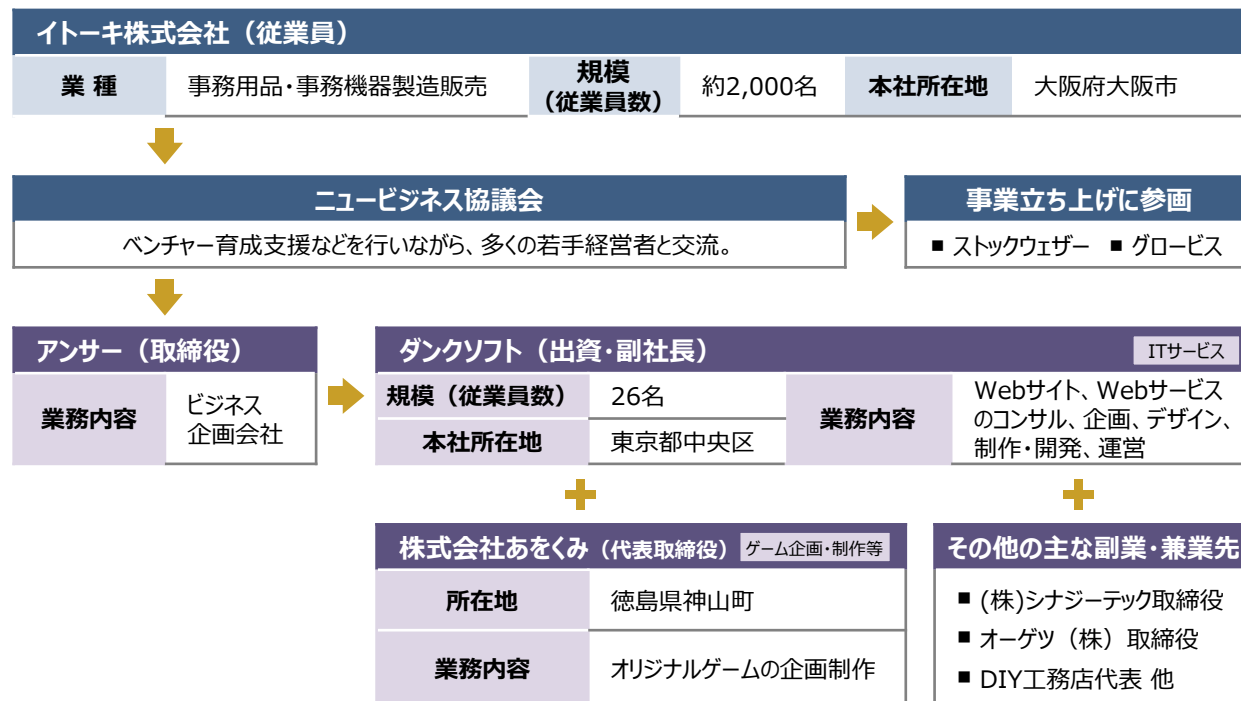 イトーキ株式会社（従業員）
業 種 事務用品・事務機器製造販売 規模
（従業員数） 約2,000名 本社所在地 大阪府大阪市
ニュービジネス協議会
ベンチャー育成支援などを行いながら、多くの若手経営者と交流。
事業立ち上げに参画
■ ストックウェザー ■ グロービス
アンサー（取締役）
業務内容 ビジネス
企画会社
ダンクソフト（出資・副社長） ITサービス
規模（従業員数） 26名
本社所在地 東京都中央区
業務内容 Webサイト、Webサービス
のコンサル、企画、デザイン、
制作・開発、運営
株式会社あをくみ（代表取締役） ゲーム企画・制作等
所在地 徳島県神山町
業務内容 オリジナルゲームの企画制作
その他の主な副業・兼業先
■ (株)シナジーテック取締役
■ オーゲツ（株）取締役
■ DIY工務店代表 他